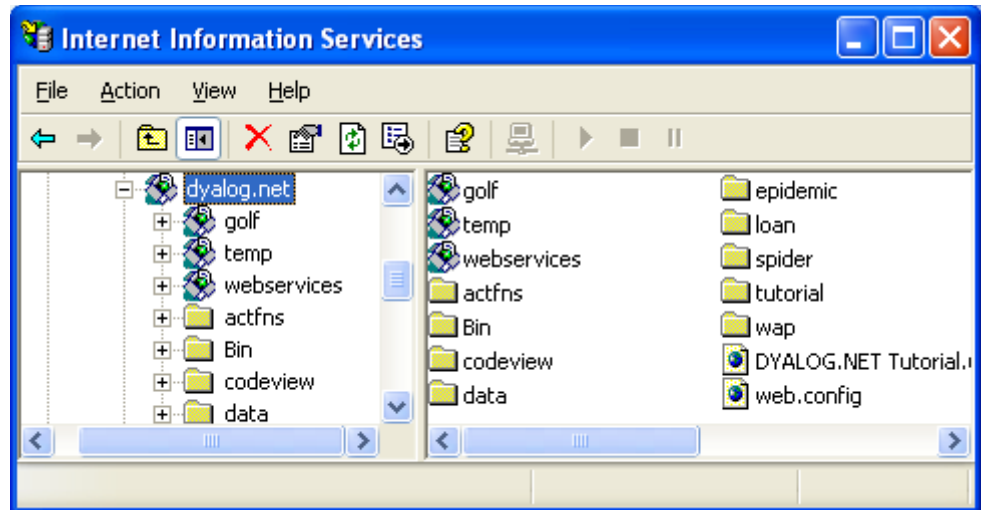 Internet Information Services
File Action View Help
dyalog.net
golf
temp
webservices
actfns
Bin
codeview
data
golf
temp
webservices
actfns
Bin
codeview
data
epidemic
loan
spider
tutorial
wap
DYALOG.NET Tutorial.
web.config